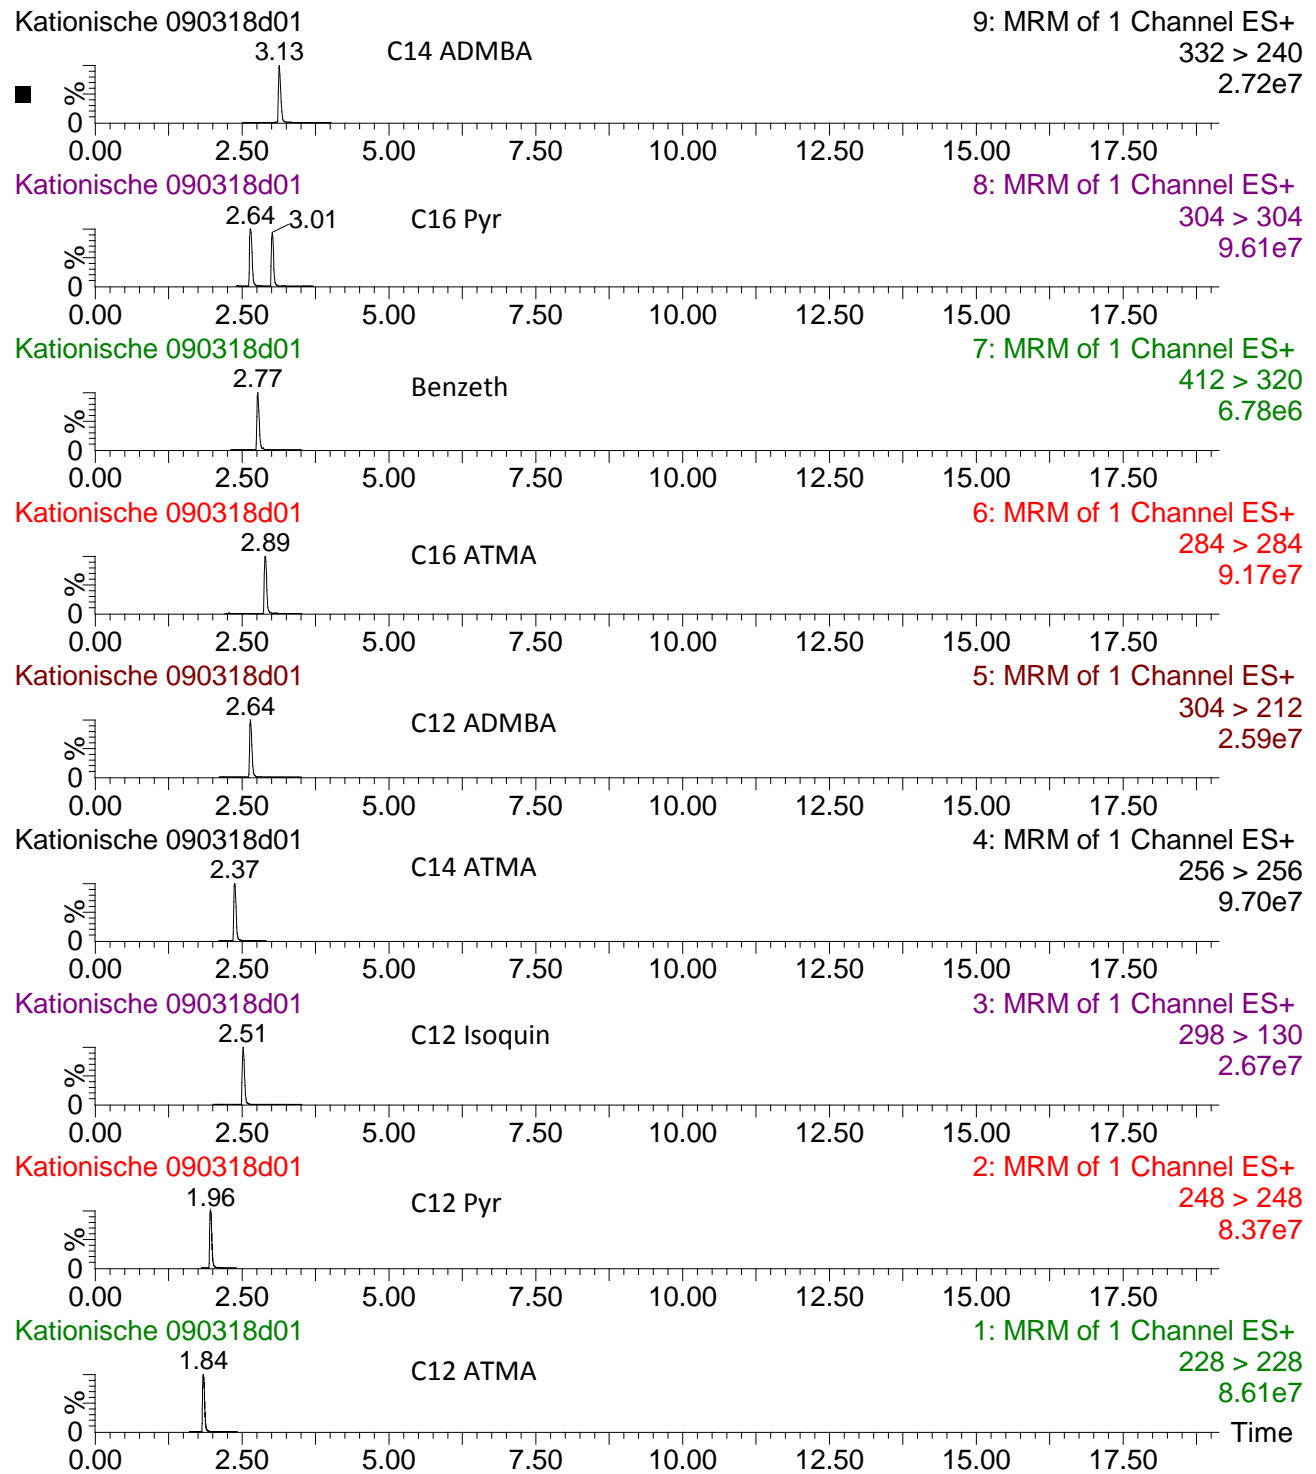 Kationische 090318d01 9: MRM of 1 Channel ES+
3.13 C14 ADMBA 332 > 240
2.72e7
%
0
0.00 2.50 5.00 7.50 10.00 12.50 15.00 17.50
Kationische 090318d01 8: MRM of 1 Channel ES+
2.64 3.01 C16 Pyr 304 > 304
9.61e7
%
0
0.00 2.50 5.00 7.50 10.00 12.50 15.00 17.50
Kationische 090318d01 7: MRM of 1 Channel ES+
2.77 Benzeth 412 > 320
6.78e6
%
0
0.00 2.50 5.00 7.50 10.00 12.50 15.00 17.50
Kationische 090318d01 6: MRM of 1 Channel ES+
2.89 C16 ATMA 284 > 284
9.17e7
%
0
0.00 2.50 5.00 7.50 10.00 12.50 15.00 17.50
Kationische 090318d01 5: MRM of 1 Channel ES+
2.64 C12 ADMBA 304 > 212
2.59e7
%
0
0.00 2.50 5.00 7.50 10.00 12.50 15.00 17.50
Kationische 090318d01 4: MRM of 1 Channel ES+
2.37 C14 ATMA 256 > 256
9.70e7
%
0
0.00 2.50 5.00 7.50 10.00 12.50 15.00 17.50
Kationische 090318d01 3: MRM of 1 Channel ES+
2.51 C12 Isoquin 298 > 130
2.67e7
%
0
0.00 2.50 5.00 7.50 10.00 12.50 15.00 17.50
Kationische 090318d01 2: MRM of 1 Channel ES+
1.96 C12 Pyr 248 > 248
8.37e7
%
0
0.00 2.50 5.00 7.50 10.00 12.50 15.00 17.50
Kationische 090318d01 1: MRM of 1 Channel ES+
1.84 C12 ATMA 228 > 228
8.61e7
%
0 Time
0.00 2.50 5.00 7.50 10.00 12.50 15.00 17.50